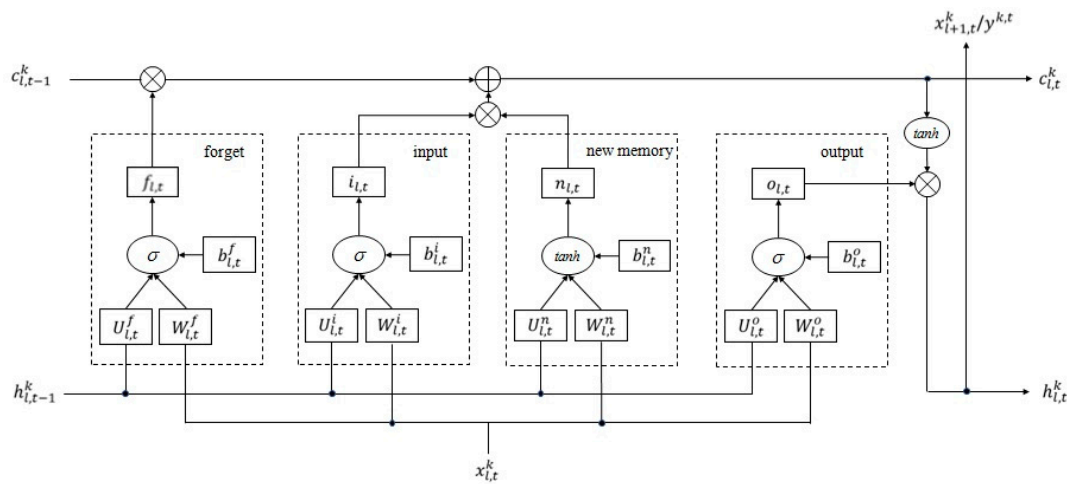 x^k_{l+1,t}/y^{k,t}
c^k_{l,t−1}
c^k_{l,t}
tanh
forget
input
new memory
output
f_{l,t}
i_{l,t}
n_{l,t}
o_{l,t}
σ
b^f_{l,t}
σ
b^i_{l,t}
tanh
b^n_{l,t}
σ
b^o_{l,t}
U^f_{l,t}
W^f_{l,t}
U^i_{l,t}
W^i_{l,t}
U^n_{l,t}
W^n_{l,t}
U^o_{l,t}
W^o_{l,t}
h^k_{l,t−1}
h^k_{l,t}
x^k_{l,t}